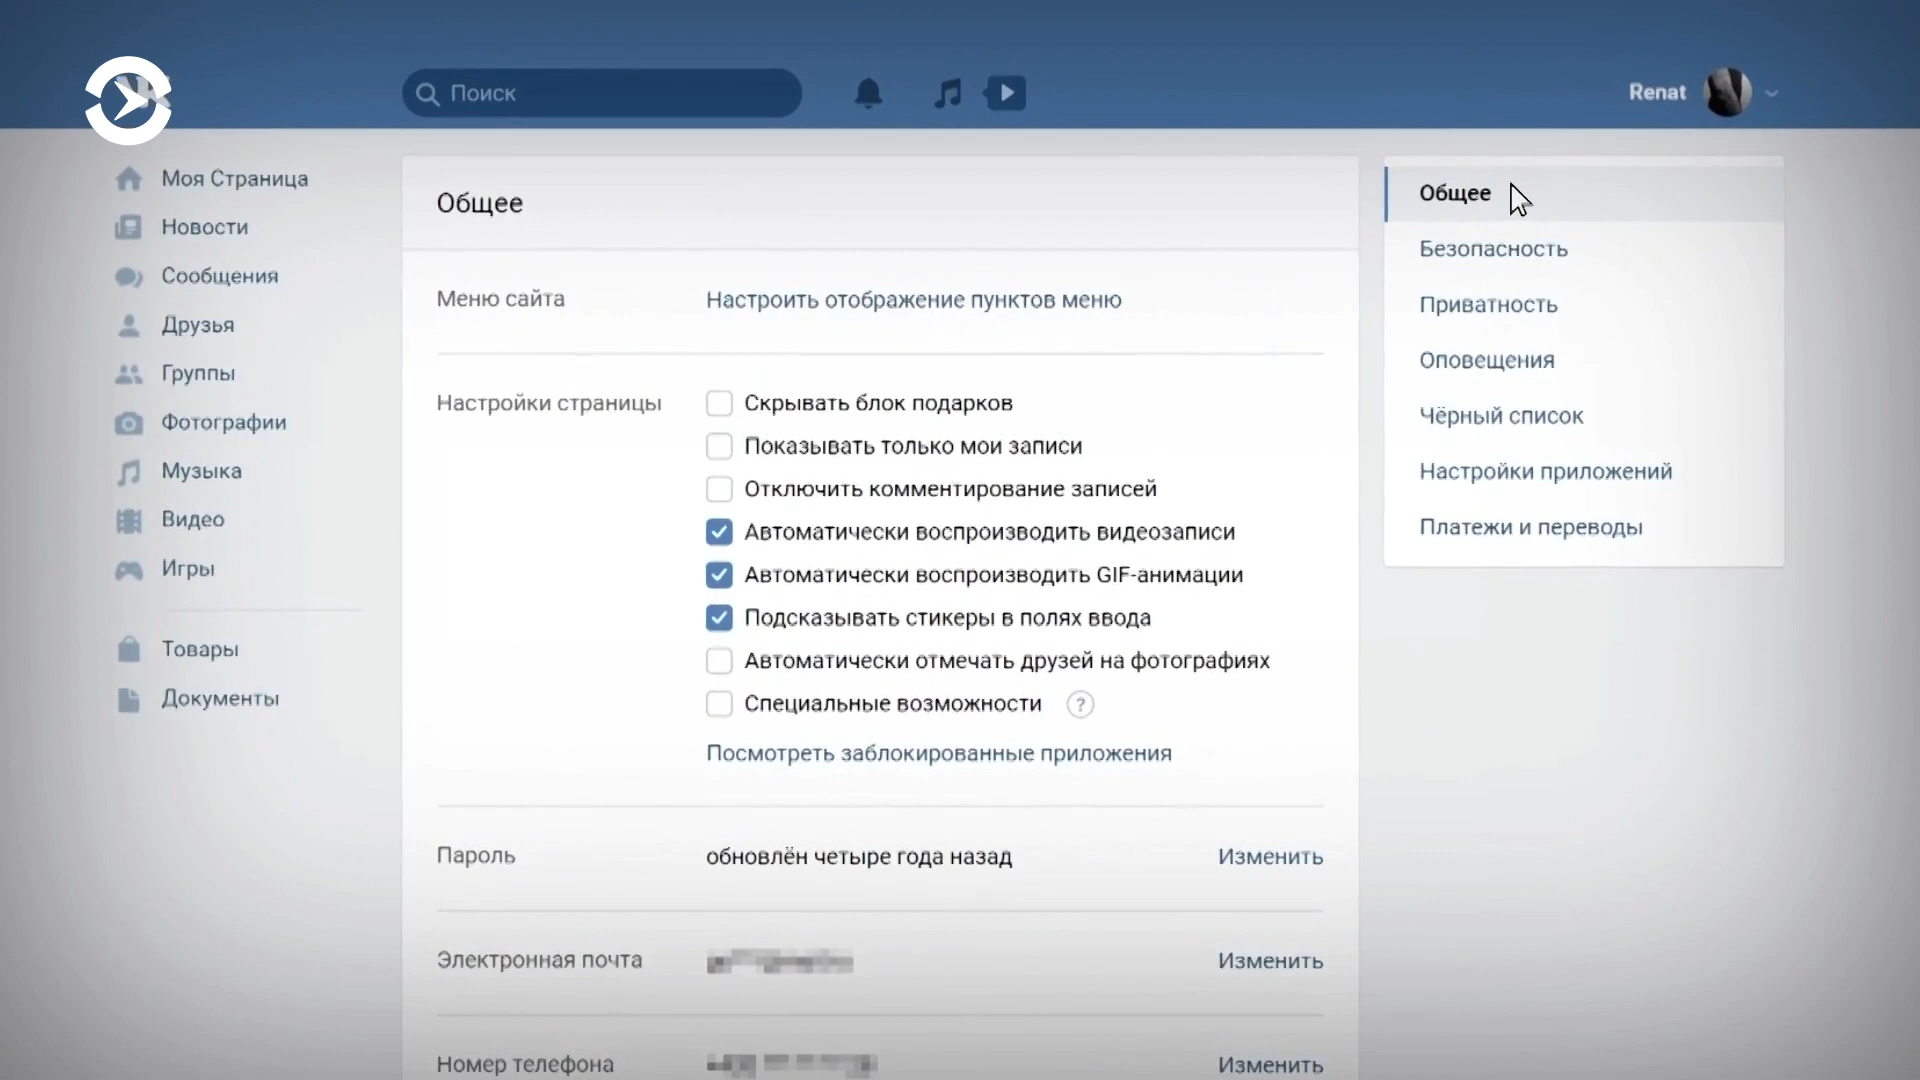 Поиск
Renat
Моя Страница
Новости
Сообщения
Друзья
Группы
Фотографии
Музыка
Видео
Игры
Товары
Документы
Общее
Меню сайта
Настроить отображение пунктов меню
Настройки страницы
Скрывать блок подарков
Показывать только мои записи
Отключить комментирование записей
Автоматически воспроизводить видеозаписи
Автоматически воспроизводить GIF-анимации
Подсказывать стикеры в полях ввода
Автоматически отмечать друзей на фотографиях
Специальные возможности ?
Посмотреть заблокированные приложения
Пароль
обновлён четыре года назад
Изменить
Электронная почта
Изменить
Номер телефона
Изменить
Общее
Безопасность
Приватность
Оповещения
Чёрный список
Настройки приложений
Платежи и переводы